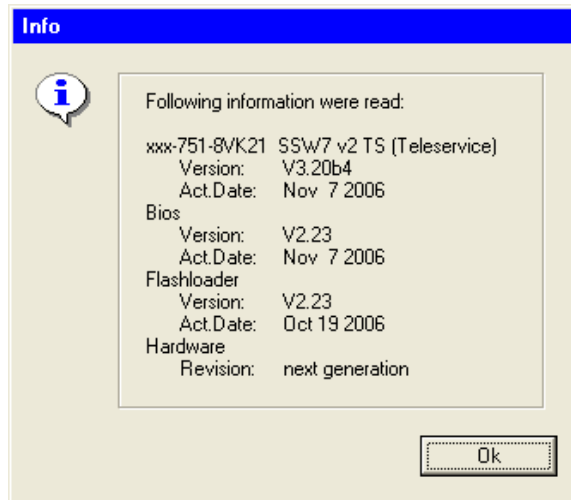 Info
Following information were read:
xxx-751-8VK21 SSW7 v2 TS (Teleservice)
Version: V3.20b4
Act.Date: Nov 7 2006
Bios
Version: V2.23
Act.Date: Nov 7 2006
Flashloader
Version: V2.23
Act.Date: Oct 19 2006
Hardware
Revision: next generation
Ok